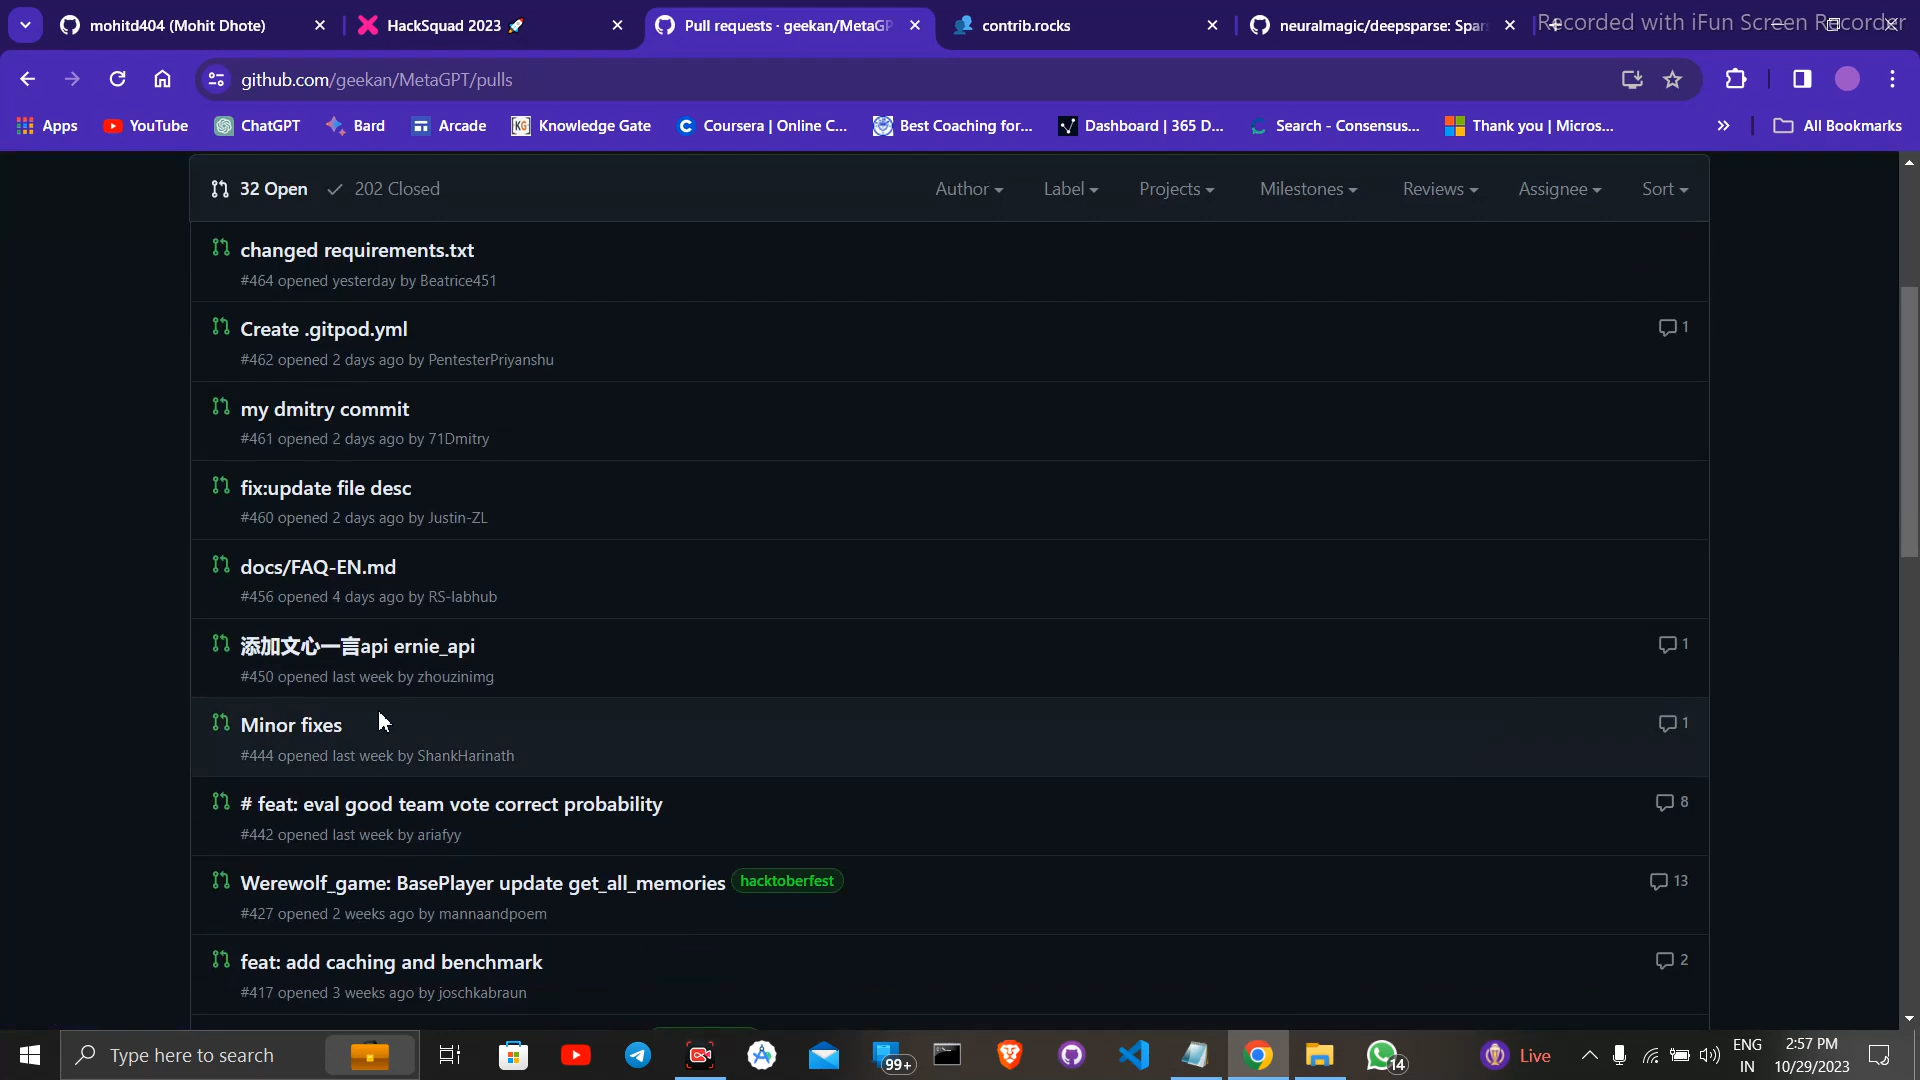 mohitd404 (Mohit Dhote)
HackSquad 2023 🚀
Pull requests · geekan/MetaGP
contrib.rocks
neuralmagic/deepsparse: Spars
Recorded with iFun Screen Recorder
github.com/geekan/MetaGPT/pulls
Apps
YouTube
ChatGPT
Bard
Arcade
KG Knowledge Gate
Coursera | Online C...
Best Coaching for...
Dashboard | 365 D...
Search - Consensus...
Thank you | Micros...
All Bookmarks
32 Open
202 Closed
Author
Label
Projects
Milestones
Reviews
Assignee
Sort
changed requirements.txt
#464 opened yesterday by Beatrice451
Create .gitpod.yml
1
#462 opened 2 days ago by PentesterPriyanshu
my dmitry commit
#461 opened 2 days ago by 71Dmitry
fix:update file desc
#460 opened 2 days ago by Justin-ZL
docs/FAQ-EN.md
#456 opened 4 days ago by RS-labhub
添加文心一言api ernie_api
1
#450 opened last week by zhouzinimg
Minor fixes
1
#444 opened last week by ShankHarinath
# feat: eval good team vote correct probability
8
#442 opened last week by ariafyy
Werewolf_game: BasePlayer update get_all_memories hacktoberfest
13
#427 opened 2 weeks ago by mannaandpoem
feat: add caching and benchmark
2
#417 opened 3 weeks ago by joschkabraun
Type here to search
99+
14
Live
ENG
IN
2:57 PM
10/29/2023